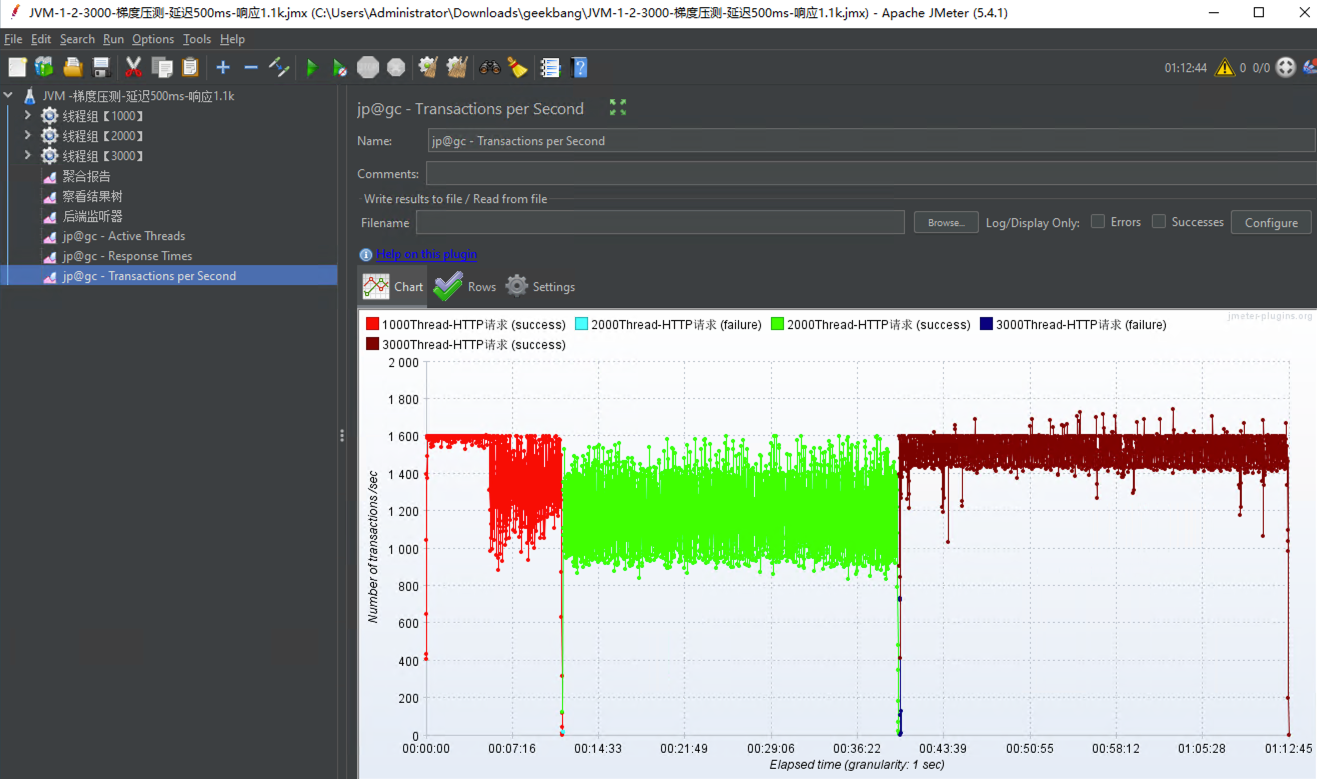 JVM-1-2-3000-梯度压测-延迟500ms-响应1.1k.jmx (C:\Users\Administrator\Downloads\geekbang\JVM-1-2-3000-梯度压测-延迟500ms-响应1.1k.jmx) - Apache JMeter (5.4.1)
File Edit Search Run Options Tools Help
01:12:44 0 0/0
JVM -梯度压测-延迟500ms-响应1.1k
线程组【1000】
线程组【2000】
线程组【3000】
聚合报告
察看结果树
后端监听器
jp@gc - Active Threads
jp@gc - Response Times
jp@gc - Transactions per Second
jp@gc - Transactions per Second
Name: jp@gc - Transactions per Second
Comments:
Write results to file / Read from file
Filename Browse... Log/Display Only: Errors Successes Configure
Help on this plugin
Chart Rows Settings
jmeter-plugins.org
1000Thread-HTTP请求 (success) 2000Thread-HTTP请求 (failure) 2000Thread-HTTP请求 (success) 3000Thread-HTTP请求 (failure)
3000Thread-HTTP请求 (success)
2 000
1 800
1 600
1 400
1 200
1 000
800
600
400
200
0
Number of transactions /sec
00:00:00 00:07:16 00:14:33 00:21:49 00:29:06 00:36:22 00:43:39 00:50:55 00:58:12 01:05:28 01:12:45
Elapsed time (granularity: 1 sec)